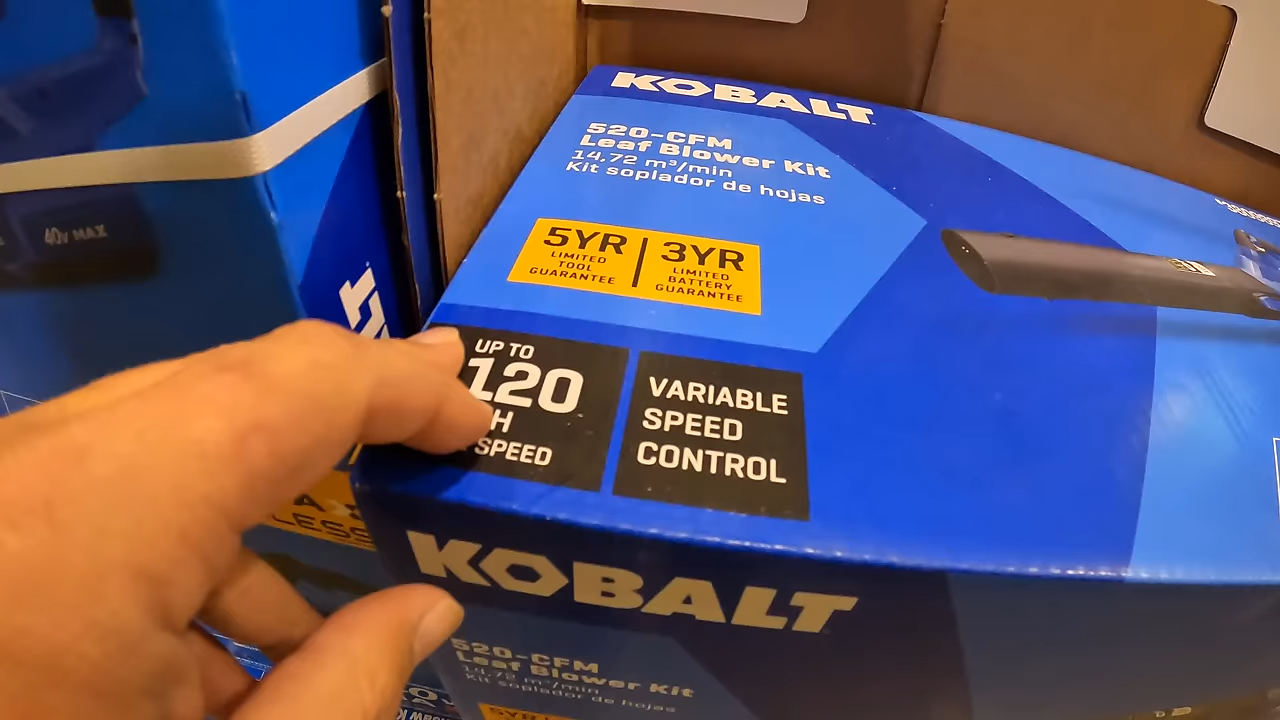 KOBALT
520-CFM
Leaf Blower Kit
14.72 m³/min
Kit soplador de hojas
5YR
LIMITED
TOOL
GUARANTEE
3YR
LIMITED
BATTERY
GUARANTEE
UP TO
120
H
SPEED
VARIABLE
SPEED
CONTROL
40V MAX
KOBALT
520-CFM
Leaf Blower Kit
14.72 m³/min
Kit soplador de hojas